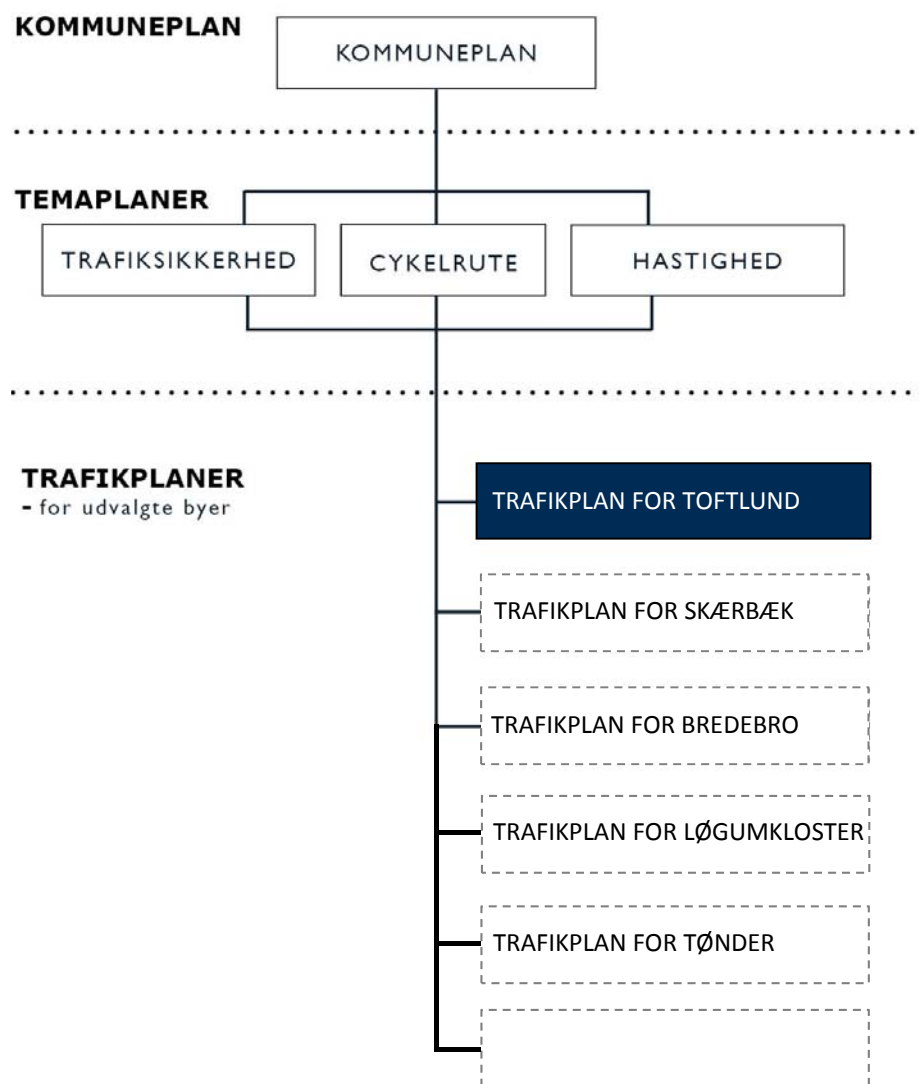 KOMMUNEPLAN
KOMMUNEPLAN
TEMAPLANER
TRAFIKSIKKERHED
CYKELRUTE
HASTIGHED
TRAFIKPLANER
- for udvalgte byer
TRAFIKPLAN FOR TOFTLUND
TRAFIKPLAN FOR SKÆRBÆK
TRAFIKPLAN FOR BREDEBRO
TRAFIKPLAN FOR LØGUMKLOSTER
TRAFIKPLAN FOR TØNDER